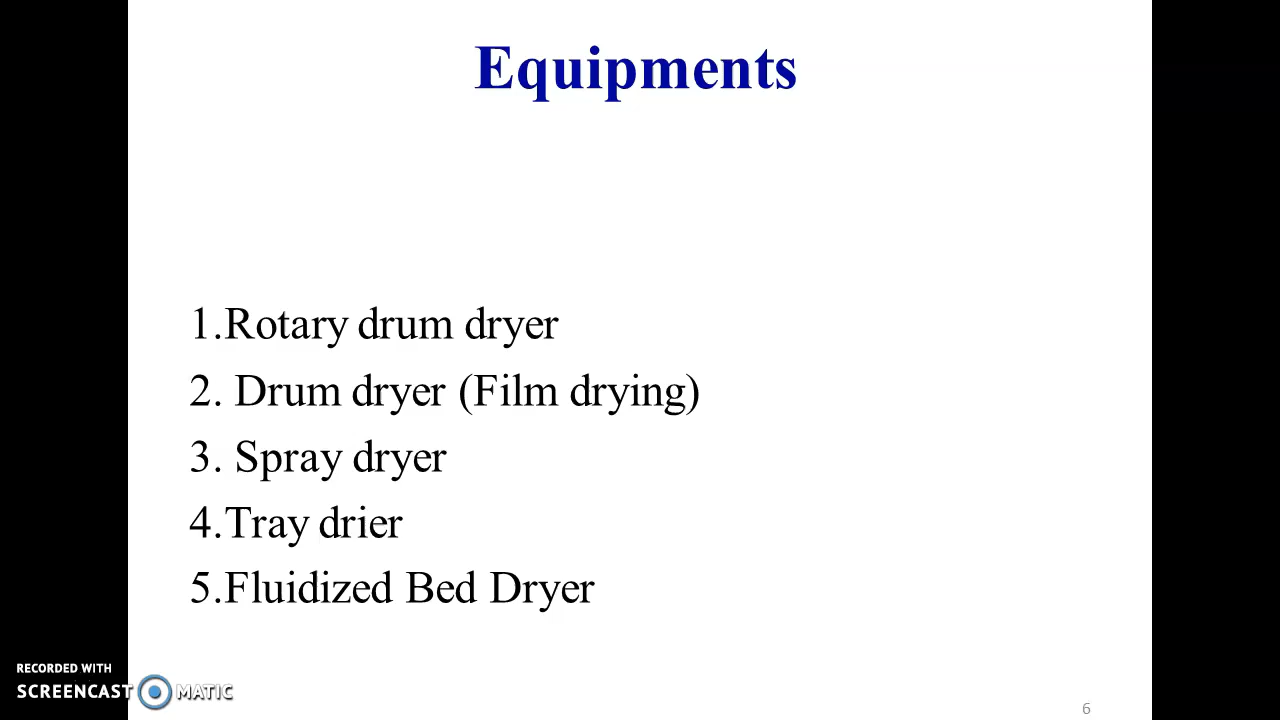 Equipments
1.Rotary drum dryer
2. Drum dryer (Film drying)
3. Spray dryer
4.Tray drier
5.Fluidized Bed Dryer
RECORDED WITH
SCREENCAST MATIC
6